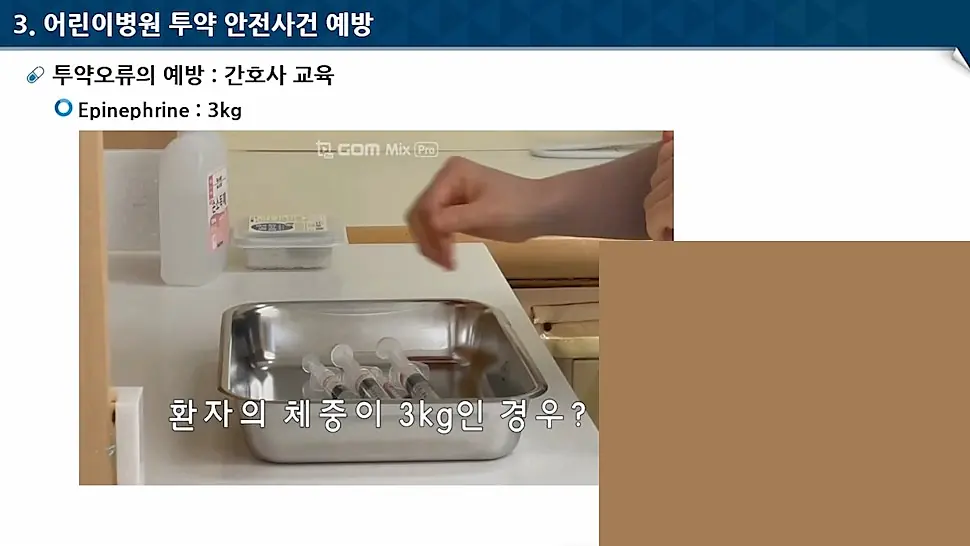 3. 어린이병원 투약 안전사건 예방
투약오류의 예방 : 간호사 교육
Epinephrine : 3kg
GOM Mix Pro
환자의 체중이 3kg인 경우?